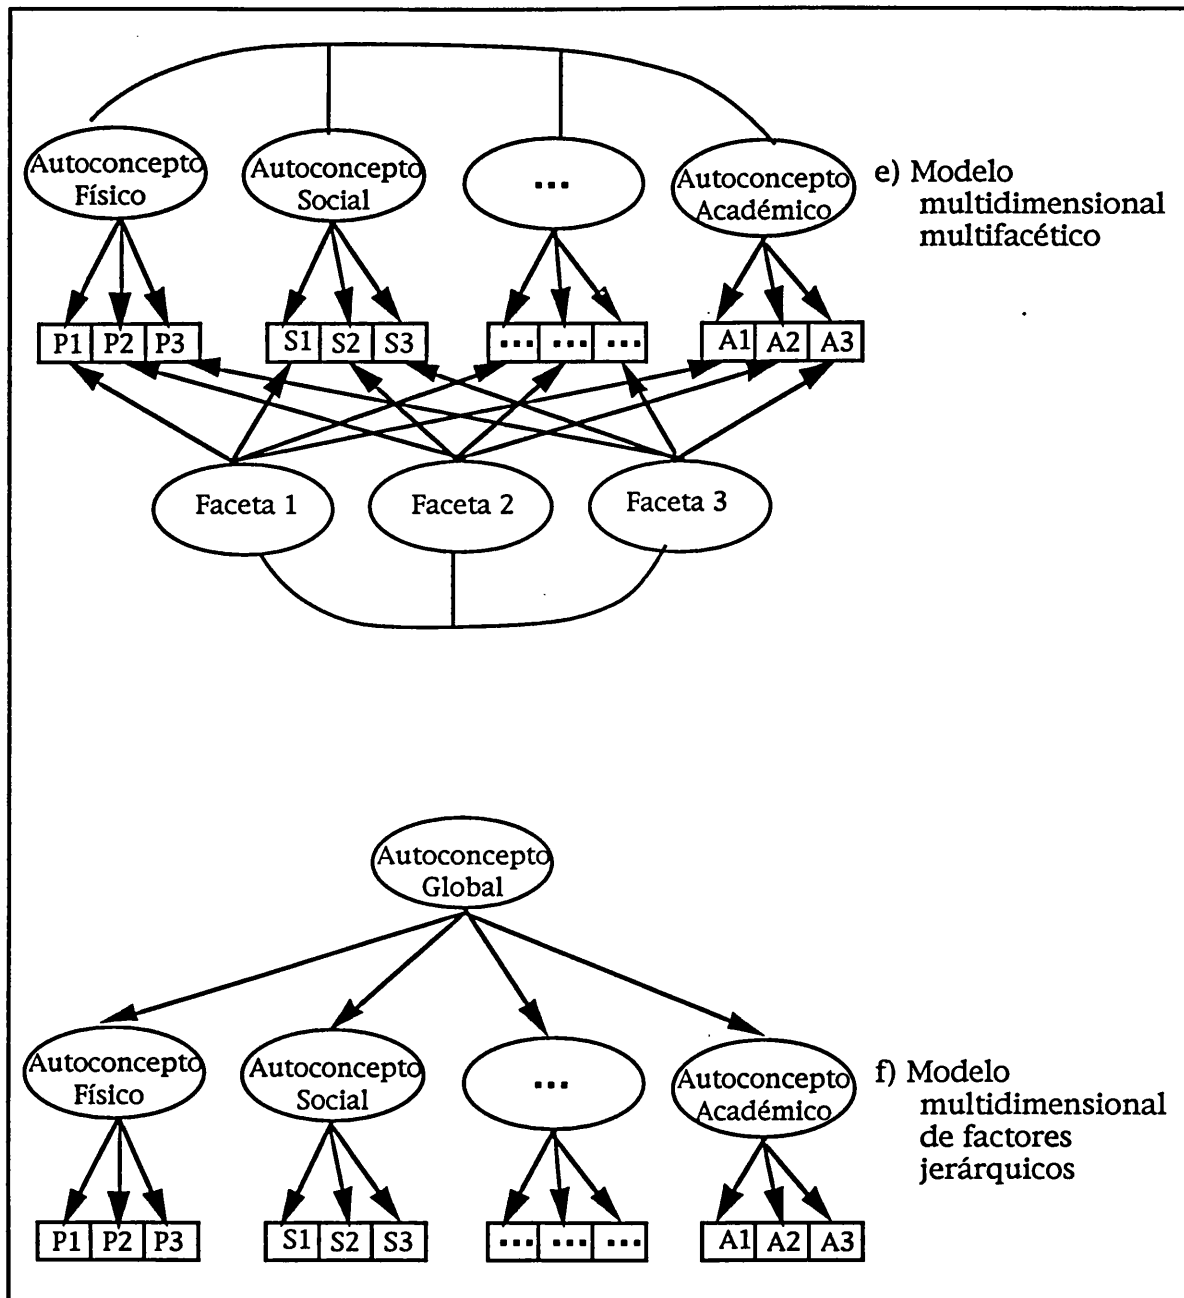 Autoconcepto
Físico
Autoconcepto
Social
...
Autoconcepto
Académico
e) Modelo
multidimensional
multifacético
P1 P2 P3
S1 S2 S3
... ... ...
A1 A2 A3
Faceta 1
Faceta 2
Faceta 3
Autoconcepto
Global
Autoconcepto
Físico
Autoconcepto
Social
...
Autoconcepto
Académico
f) Modelo
multidimensional
de factores
jerárquicos
P1 P2 P3
S1 S2 S3
... ... ...
A1 A2 A3